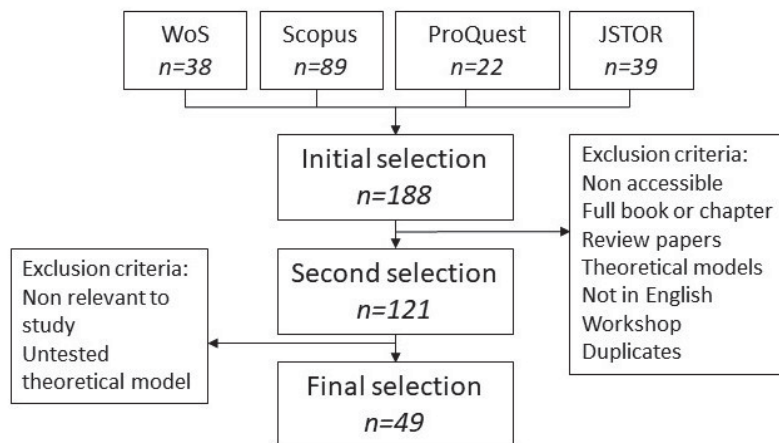 WoS
n=38
Scopus
n=89
ProQuest
n=22
JSTOR
n=39
Initial selection
n=188
Exclusion criteria:
Non accessible
Full book or chapter
Review papers
Theoretical models
Not in English
Workshop
Duplicates
Second selection
n=121
Exclusion criteria:
Non relevant to
study
Untested
theoretical model
Final selection
n=49